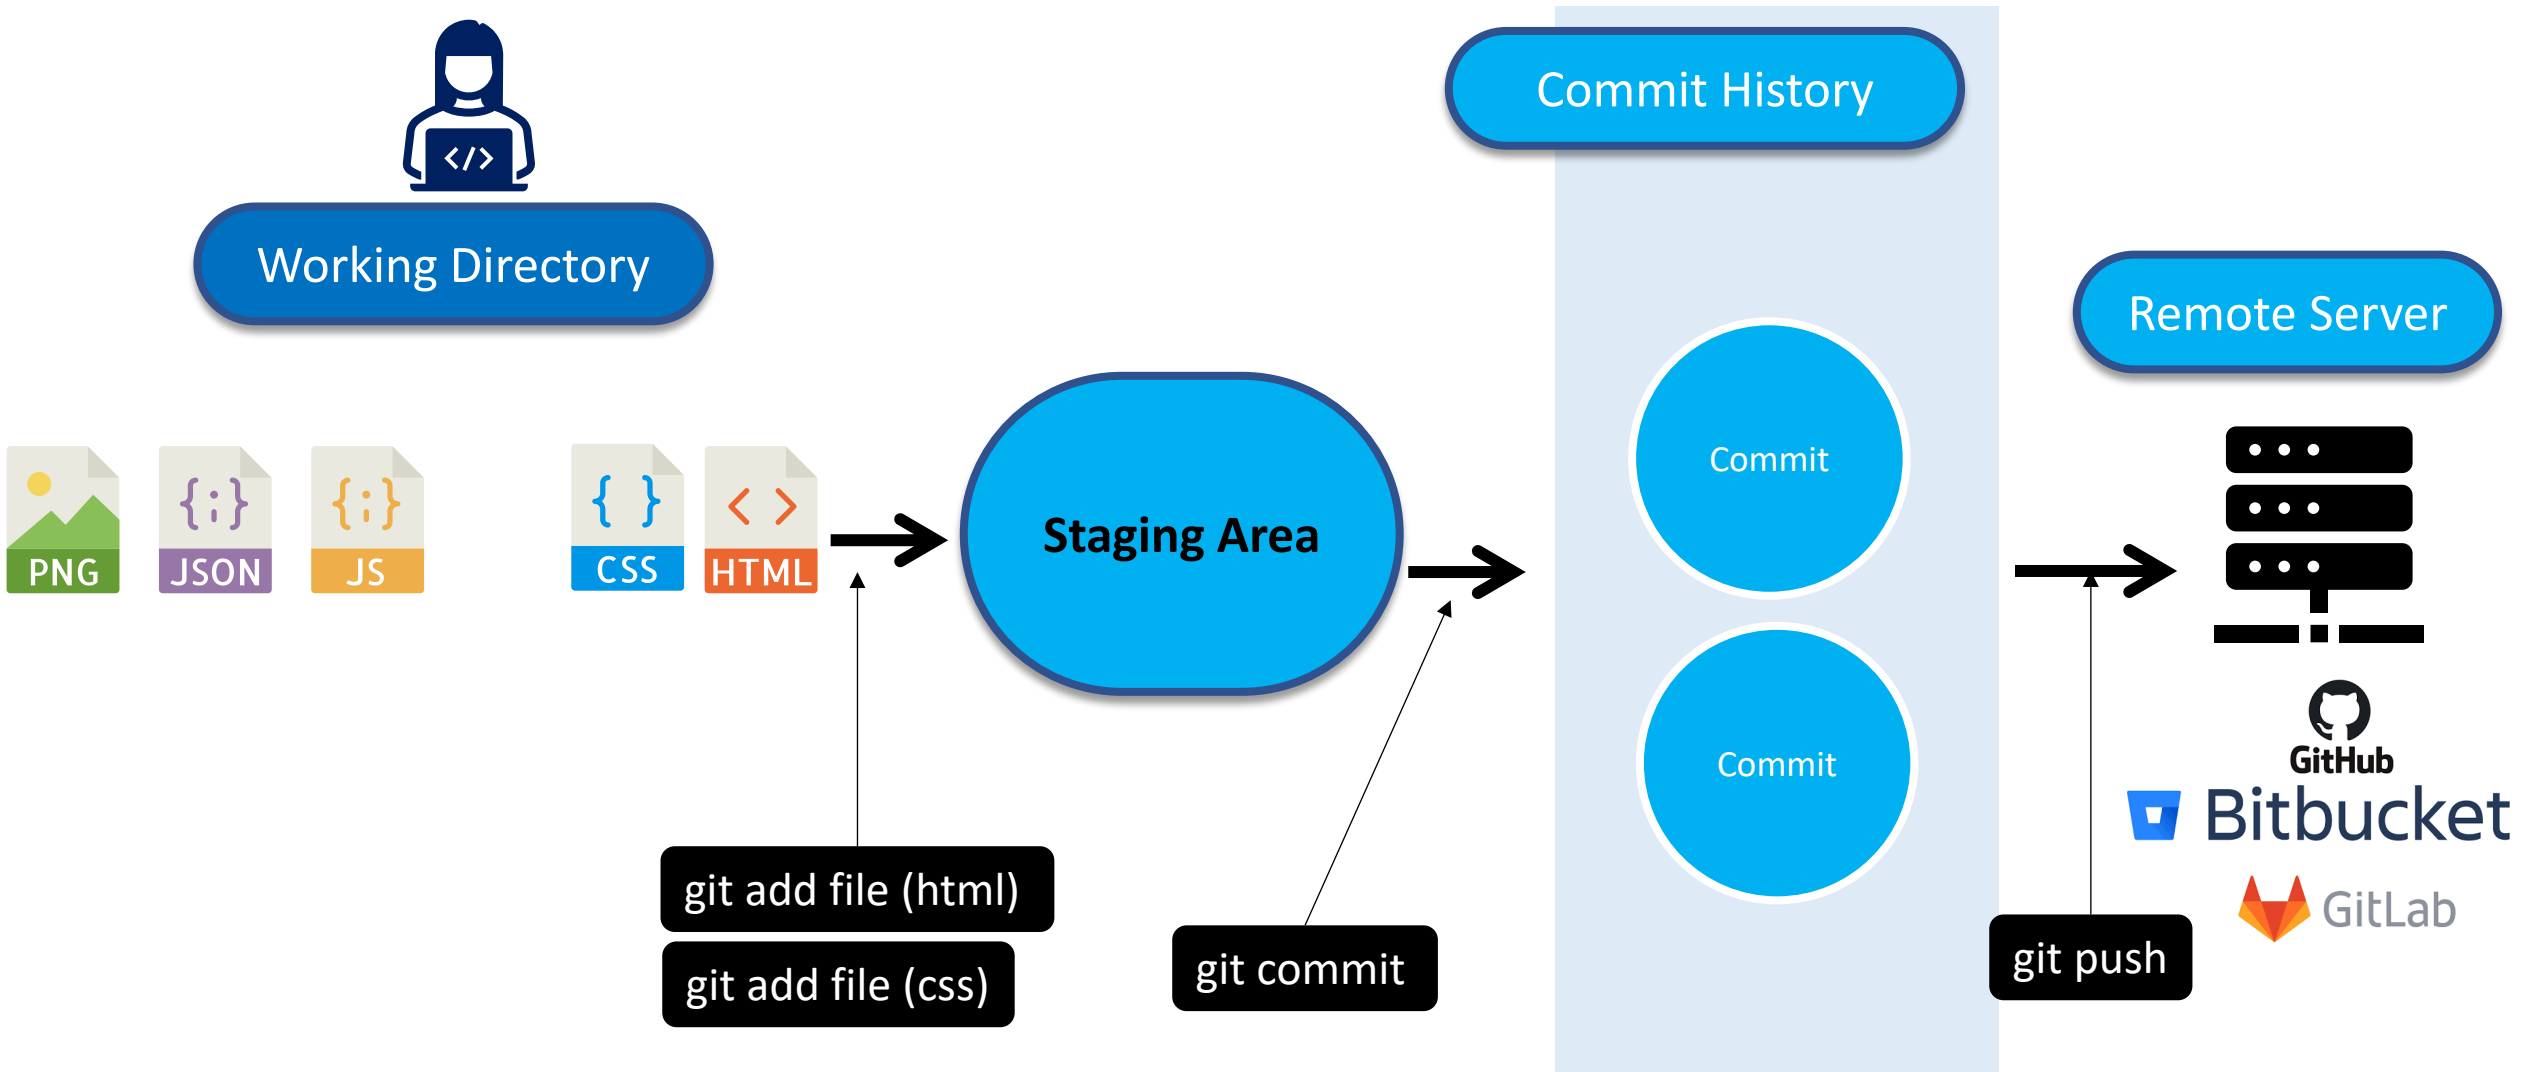 </>
Working Directory
Commit History
Remote Server
PNG
JSON
JS
CSS
HTML
Staging Area
Commit
Commit
GitHub
Bitbucket
GitLab
git add file (html)
git add file (css)
git commit
git push